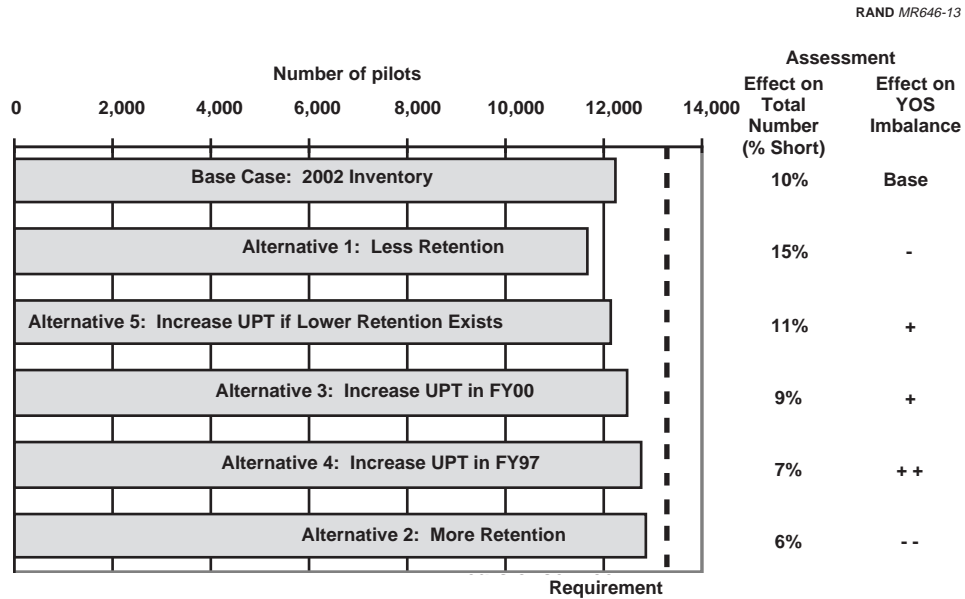 RAND MR646-13
Assessment
Number of pilots
Effect on Total Number (% Short)
Effect on YOS Imbalance
0 2,000 4,000 6,000 8,000 10,000 12,000 14,000
Base Case: 2002 Inventory 10% Base
Alternative 1: Less Retention 15% -
Alternative 5: Increase UPT if Lower Retention Exists 11% +
Alternative 3: Increase UPT in FY00 9% +
Alternative 4: Increase UPT in FY97 7% + +
Alternative 2: More Retention 6% - -
Requirement